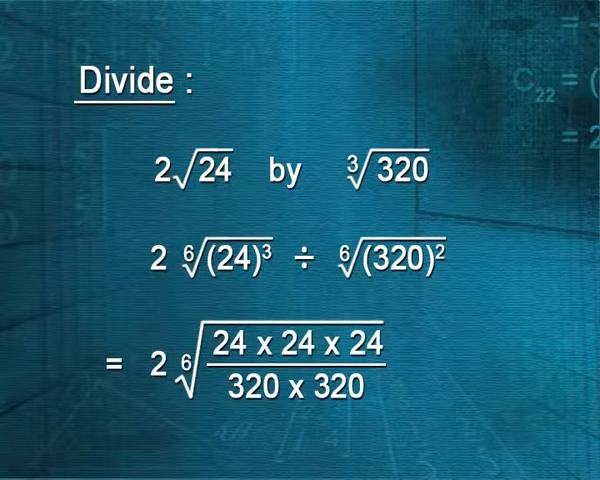 Divide :
2√24 by ∛320
2 ⁶√(24)³ ÷ ⁶√(320)²
= 2 ⁶√(24 x 24 x 24
320 x 320)
C₂₂ = (